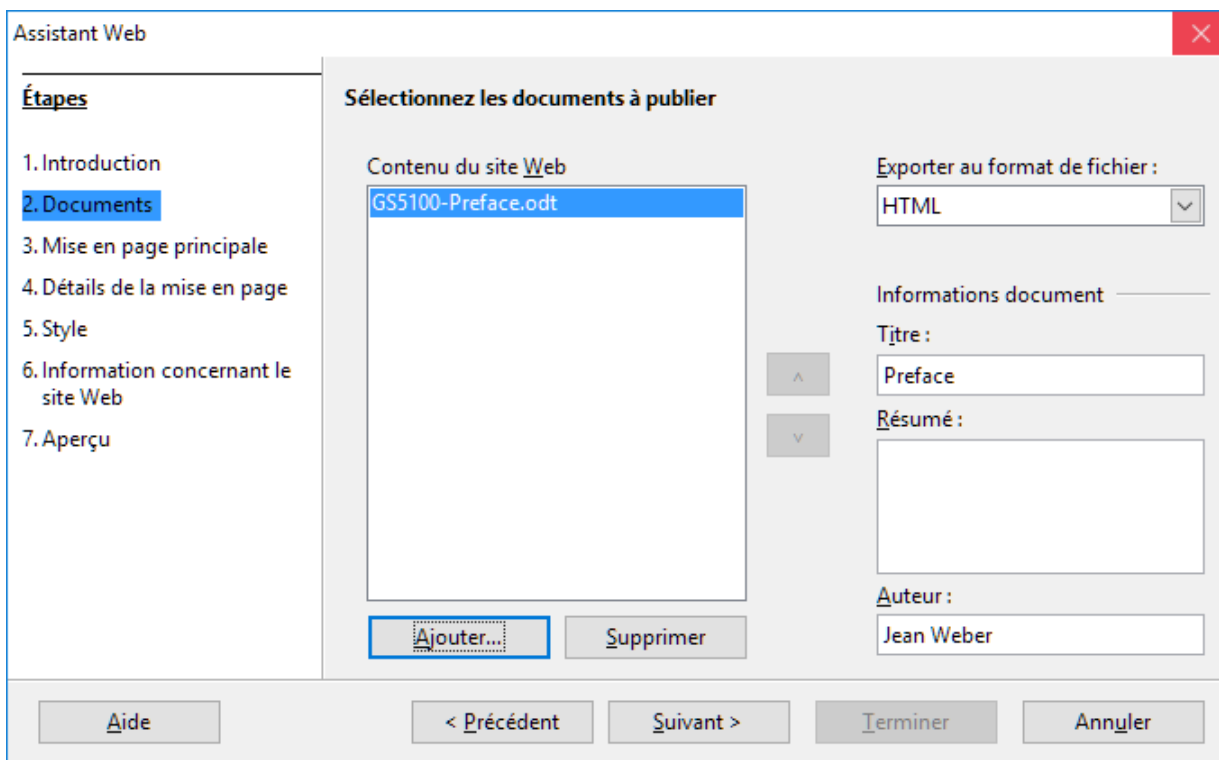 Assistant Web
Étapes
1. Introduction
2. Documents
3. Mise en page principale
4. Détails de la mise en page
5. Style
6. Information concernant le
site Web
7. Aperçu
Sélectionnez les documents à publier
Contenu du site Web
GS5100-Preface.odt
Ajouter...
Supprimer
^
v
Exporter au format de fichier :
HTML
Informations document
Titre :
Preface
Résumé :
Auteur :
Jean Weber
Aide
< Précédent
Suivant >
Terminer
Annuler